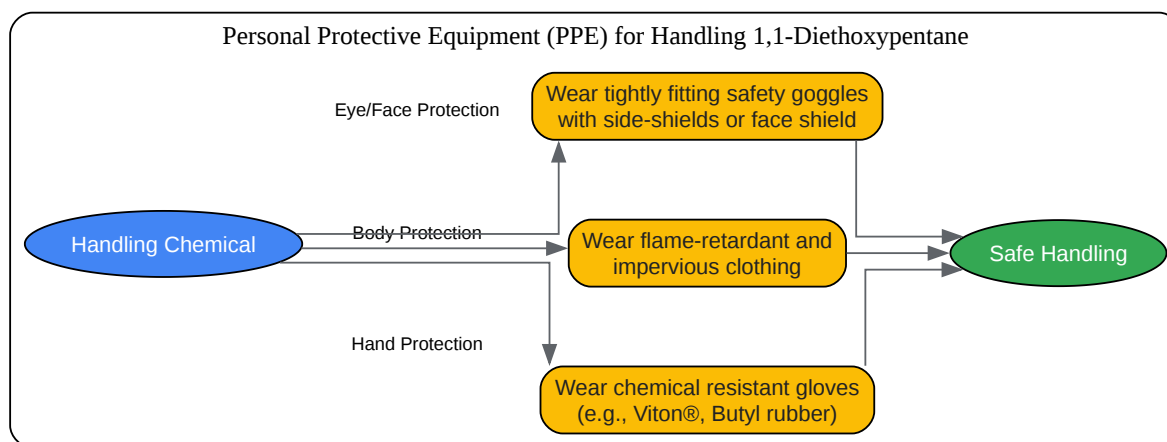 Personal Protective Equipment (PPE) for Handling 1,1-Diethoxypentane
Eye/Face Protection
Wear tightly fitting safety goggles
with side-shields or face shield
Handling Chemical
Body Protection
Wear flame-retardant and
impervious clothing
Safe Handling
Hand Protection
Wear chemical resistant gloves
(e.g., Viton®, Butyl rubber)